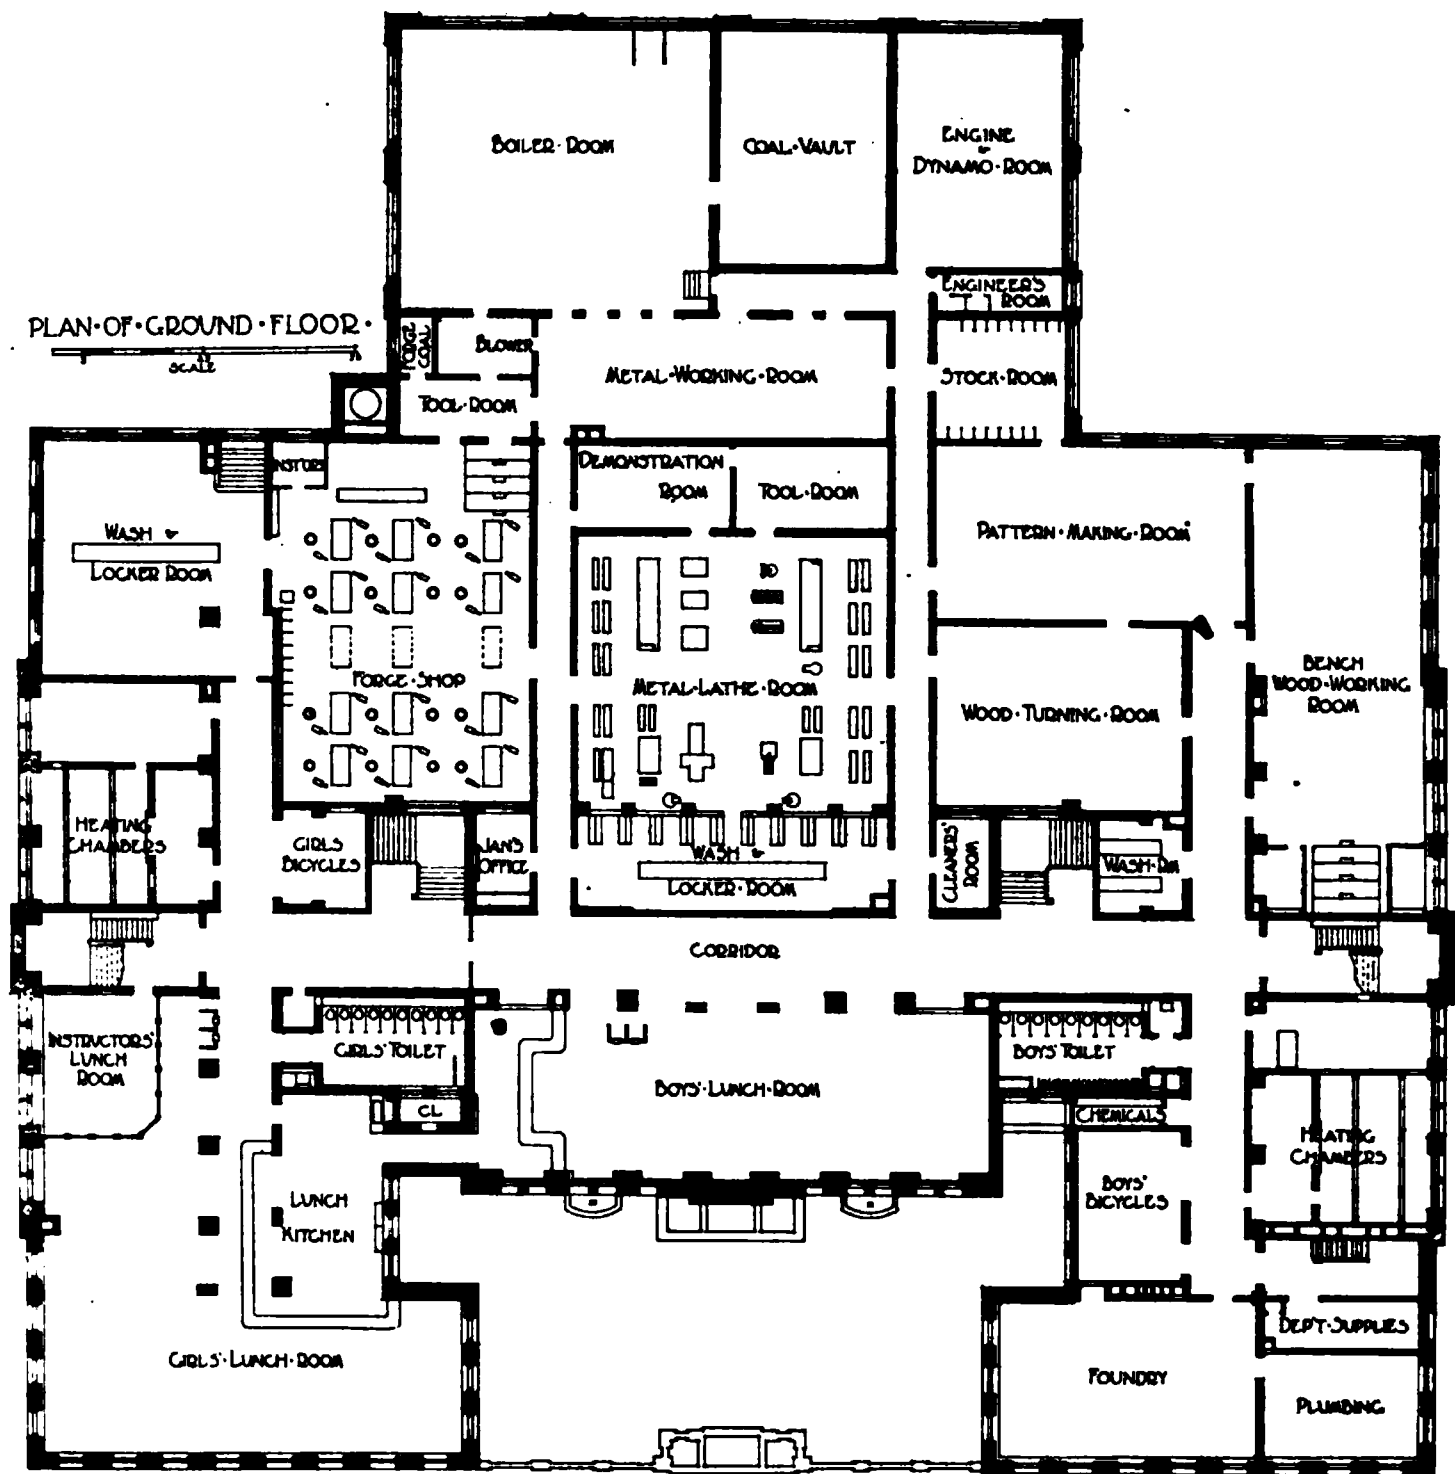 BOILER·ROOM
COAL·VAULT
ENGINE
&
DYNAMO·ROOM
ENGINEER'S
ROOM
PLAN·OF·GROUND·FLOOR·
SCALE
FORGE
COAL
BLOWER
TOOL·ROOM
METAL·WORKING·ROOM
STOCK·ROOM
INSTURS
DEMONSTRATION
ROOM
TOOL·ROOM
WASH &
LOCKER ROOM
PATTERN·MAKING·ROOM
FORGE·SHOP
METAL·LATHE·ROOM
WOOD·TURNING·ROOM
BENCH
WOOD·WORKING
ROOM
HEATING
CHAMBERS
GIRLS
BICYCLES
JAN'S
OFFICE
WASH &
LOCKER·ROOM
CLEANERS'
ROOM
WASH·RM
CORRIDOR
INSTRUCTORS'
LUNCH
ROOM
GIRLS'·TOILET
CL
BOYS'·LUNCH·ROOM
BOYS'·TOILET
CHEMICALS
HEATING
CHAMBERS
BOYS'
BICYCLES
LUNCH
KITCHEN
DEP'T·SUPPLIES
GIRLS'·LUNCH·ROOM
FOUNDRY
PLUMBING